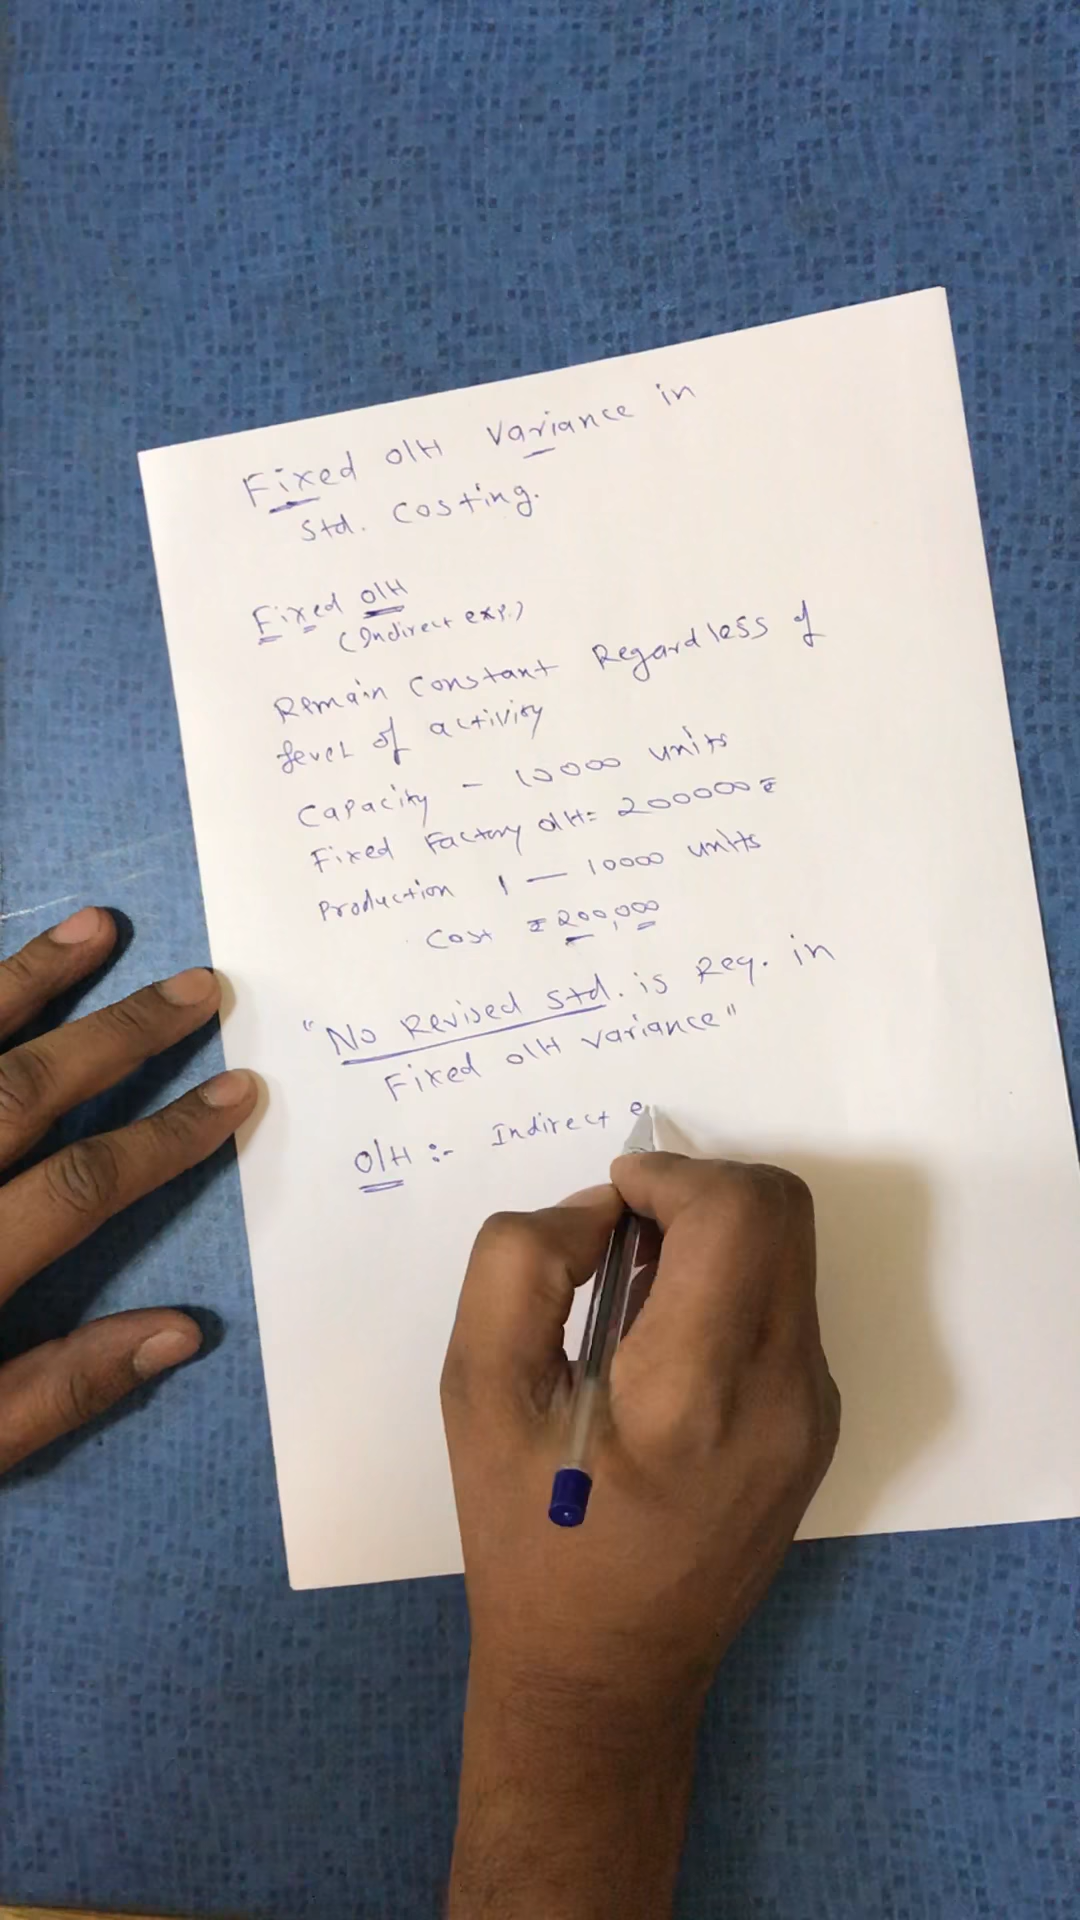 Fixed O/H Variance in
Std. Costing.
Fixed O/H
(Indirect exp.)
Remain Constant Regardless of
level of activity
Capacity - 10000 units
Fixed Factory O/H = 200000 ₹
Production 1 — 10000 units
Cost ₹ 200,000
"No Revised Std. is Req. in
Fixed O/H variance"
O/H :- Indirect e